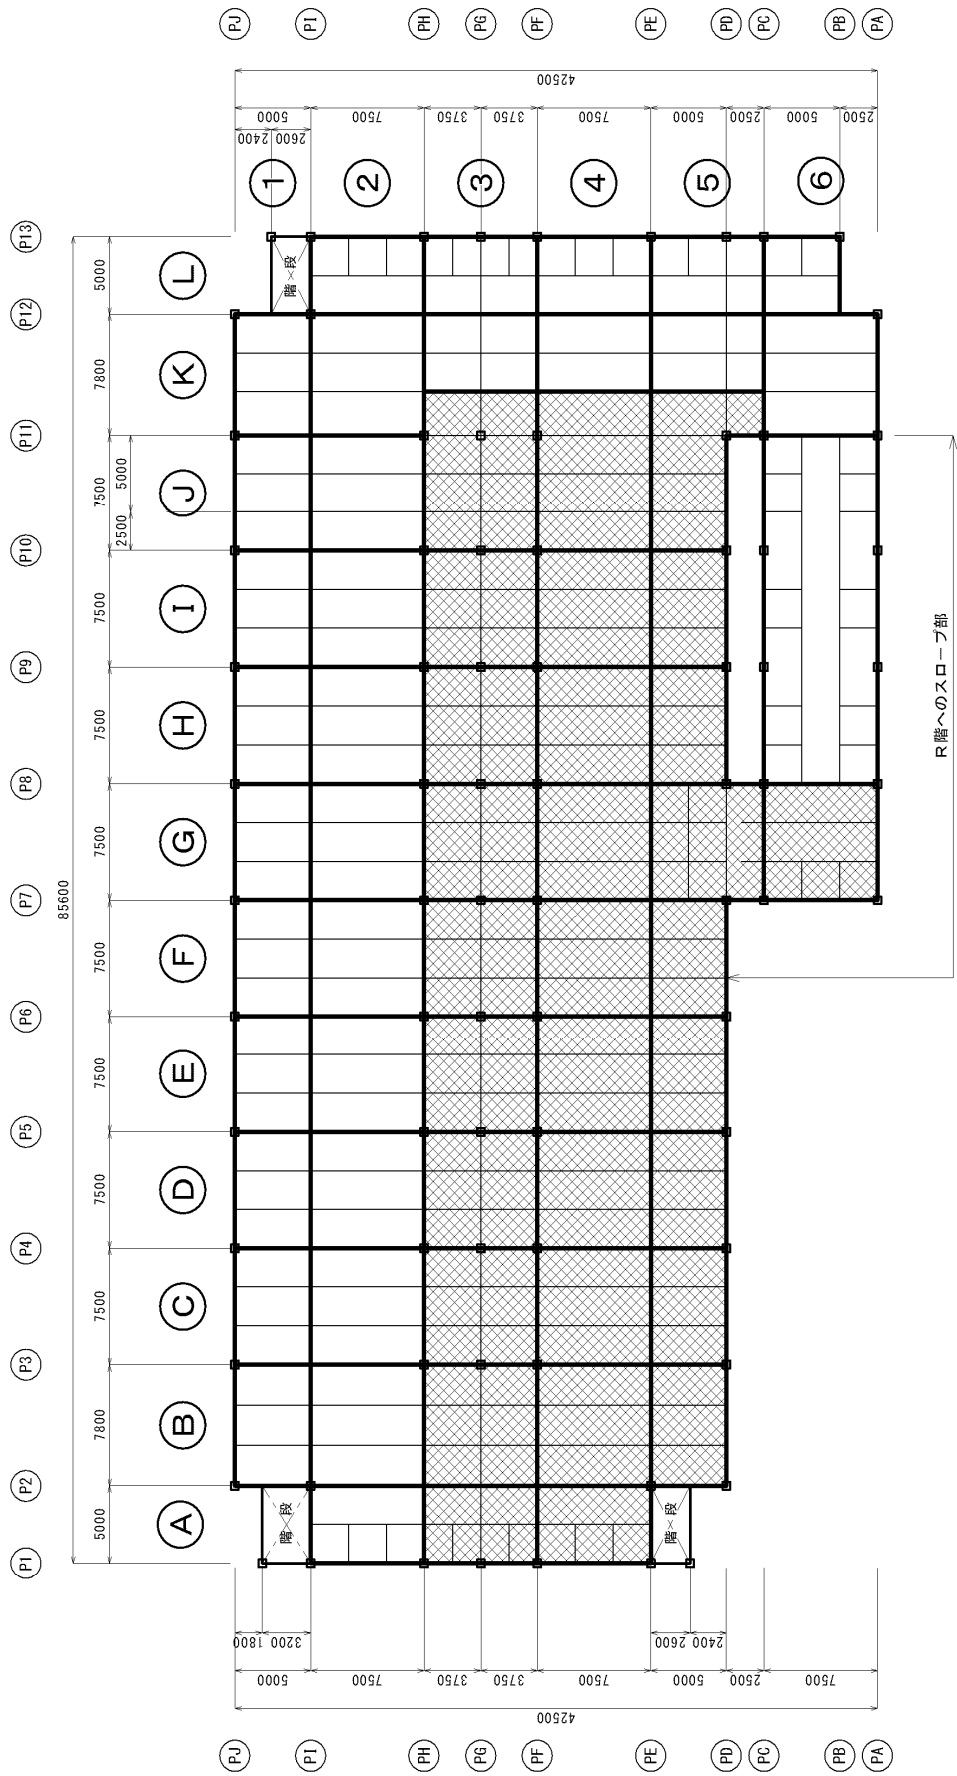 PJ PI PH PG PF PE PD PC PB PA
42500
5000 7500 3750 3750 7500 5000 2500 5000 2500
2400 2600
1 2 3 4 5 6
P13
P12
P11
P10
P9
P8
P7
P6
P5
P4
P3
P2
P1
85600
5000
7800
7500
7500
7500
7500
7500
7500
7500
7500
7500
7800
5000
5000
2500
L
K
J
I
H
G
F
E
D
C
B
A
階段
階段
階段
R階へのスロープ部
1800 3200 2600 2400
5000 7500 3750 3750 7500 5000 2500 7500
42500
PJ PI PH PG PF PE PD PC PB PA